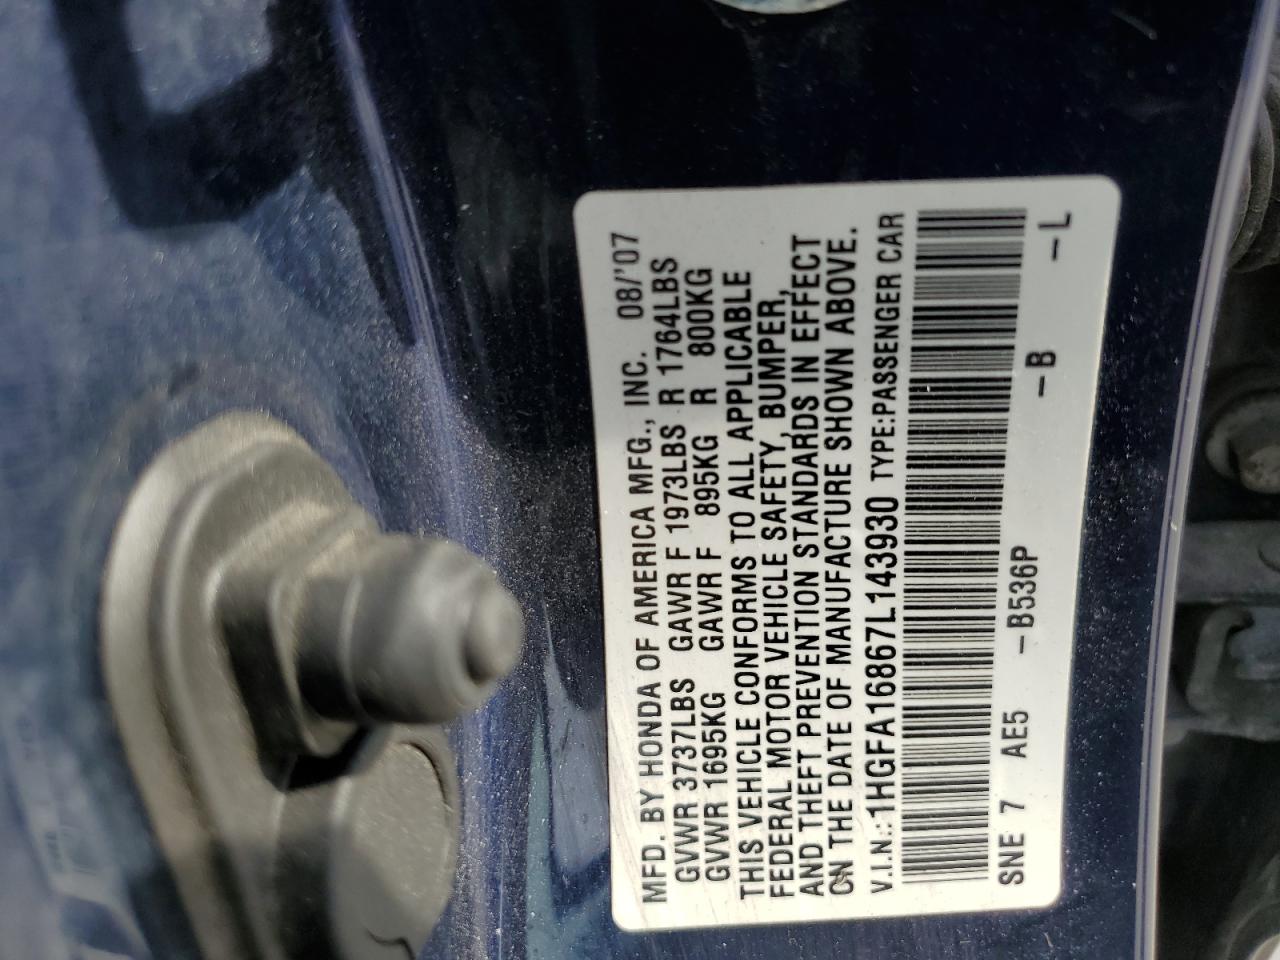 MFD. BY HONDA OF AMERICA MFG., INC. 08/'07
GVWR 3737LBS GAWR F 1973LBS R 1764LBS
GVWR 1695KG GAWR F 895KG R 800KG
THIS VEHICLE CONFORMS TO ALL APPLICABLE
FEDERAL MOTOR VEHICLE SAFETY, BUMPER,
AND THEFT PREVENTION STANDARDS IN EFFECT
ON THE DATE OF MANUFACTURE SHOWN ABOVE.
V.I.N.: 1HGFA16867L143930 TYPE:PASSENGER CAR
SNE 7 AE5 -B536P -B -L